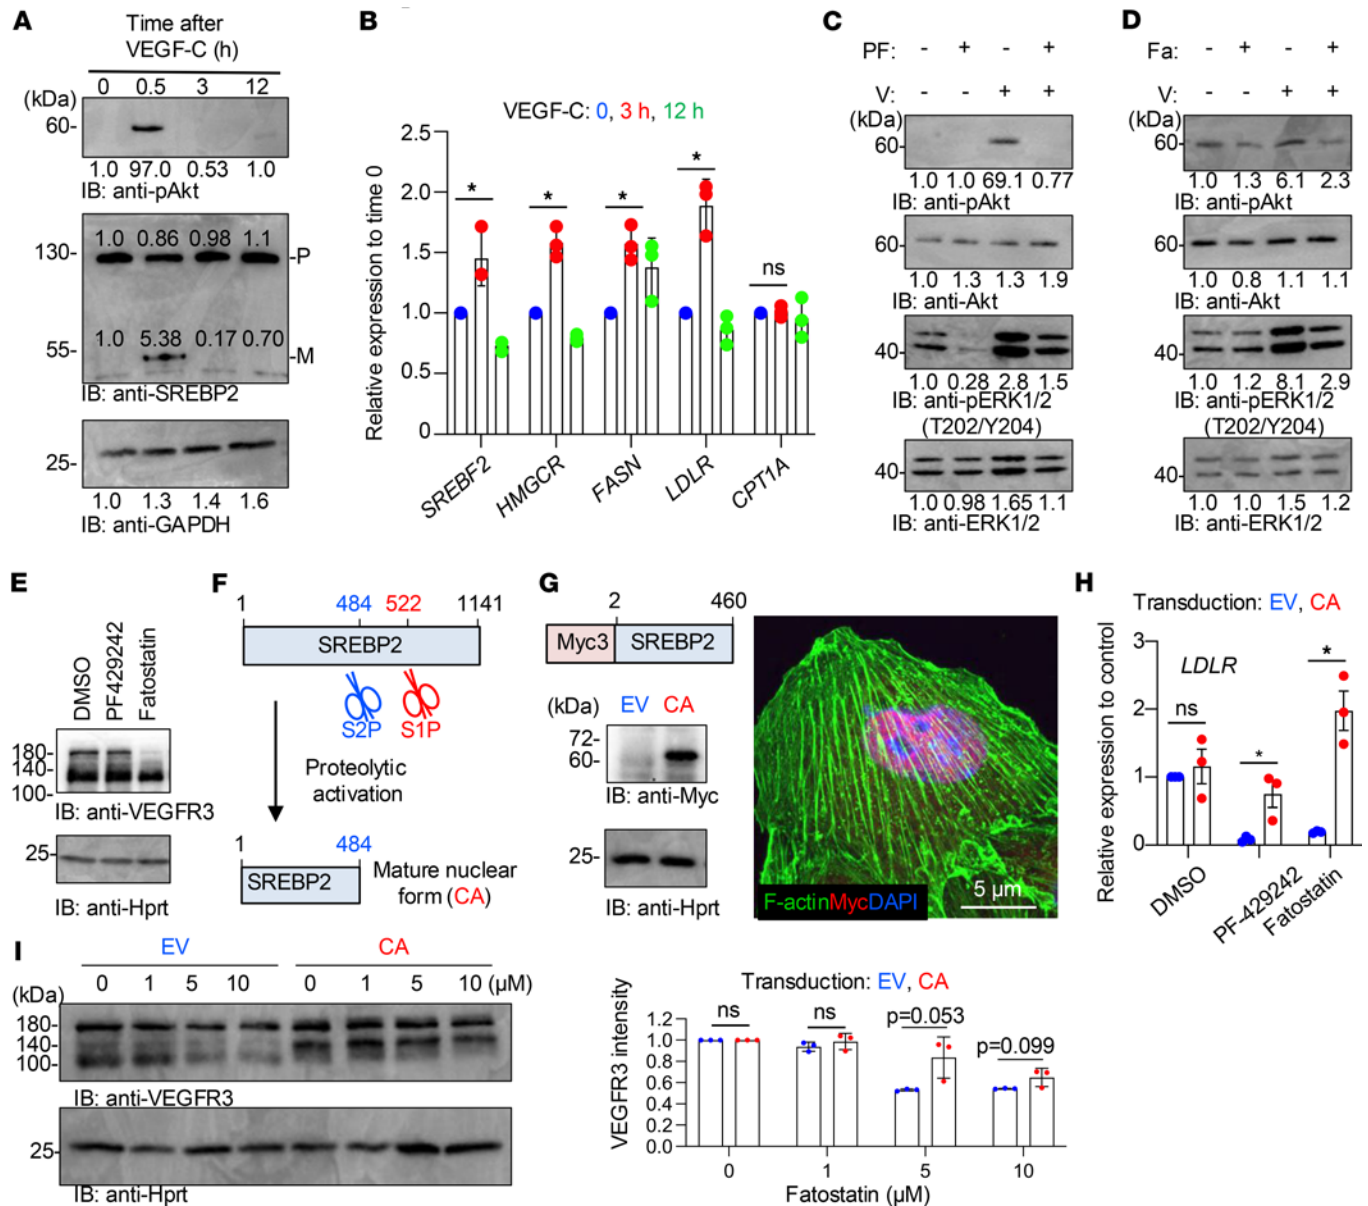 A
Time after
VEGF-C (h)
0 0.5 3 12
(kDa)
60-
1.0 97.0 0.53 1.0
IB: anti-pAkt
1.0 0.86 0.98 1.1
130- -P
1.0 5.38 0.17 0.70
55- -M
IB: anti-SREBP2
25-
1.0 1.3 1.4 1.6
IB: anti-GAPDH
B
VEGF-C: 0, 3 h, 12 h
Relative expression to time 0
2.5
2.0
1.5
1.0
0.5
0
* * * * ns
SREBF2 HMGCR FASN LDLR CPT1A
C
PF: - + - +
V: - - + +
(kDa)
60-
1.0 1.0 69.1 0.77
IB: anti-pAkt
60-
1.0 1.3 1.3 1.9
IB: anti-Akt
40-
1.0 0.28 2.8 1.5
IB: anti-pERK1/2
(T202/Y204)
40-
1.0 0.98 1.65 1.1
IB: anti-ERK1/2
D
Fa: - + - +
V: - - + +
(kDa)
60-
1.0 1.3 6.1 2.3
IB: anti-pAkt
60-
1.0 0.8 1.1 1.1
IB: anti-Akt
40-
1.0 1.2 8.1 2.9
IB: anti-pERK1/2
(T202/Y204)
40-
1.0 1.0 1.5 1.2
IB: anti-ERK1/2
E
DMSO
PF429242
Fatostatin
180-
140-
100-
IB: anti-VEGFR3
25-
IB: anti-Hprt
F
1 484 522 1141
SREBP2
S2P S1P
Proteolytic
activation
1 484
SREBP2
Mature nuclear
form (CA)
G
2 460
Myc3 SREBP2
(kDa) EV CA
72-
60-
IB: anti-Myc
25-
IB: anti-Hprt
F-actinMycDAPI
5 µm
H
Transduction: EV, CA
LDLR
Relative expression to control
2
1
0
ns * *
DMSO
PF-429242
Fatostatin
I
EV CA
0 1 5 10 0 1 5 10 (µM)
(kDa)
180-
140-
100-
IB: anti-VEGFR3
25-
IB: anti-Hprt
Transduction: EV, CA
VEGFR3 intensity
1.2
1.0
0.8
0.6
0.4
0.2
0.0
ns ns p=0.053 p=0.099
0 1 5 10
Fatostatin (µM)